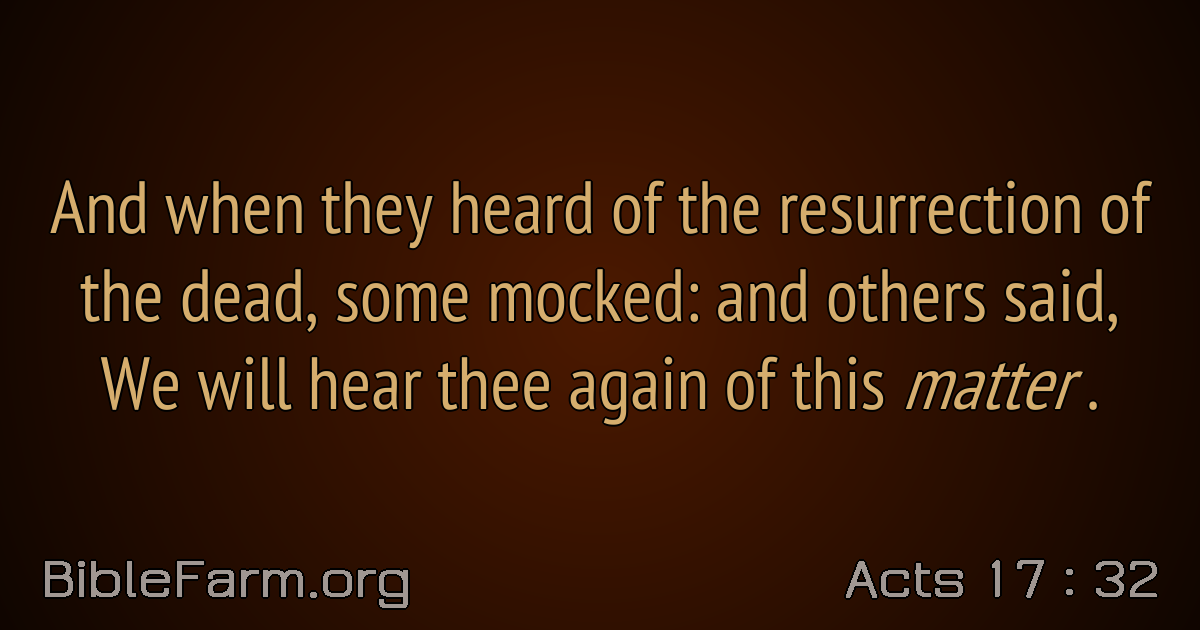 And when they heard of the resurrection of
the dead, some mocked: and others said,
We will hear thee again of this matter .
BibleFarm.org
Acts 17 : 32